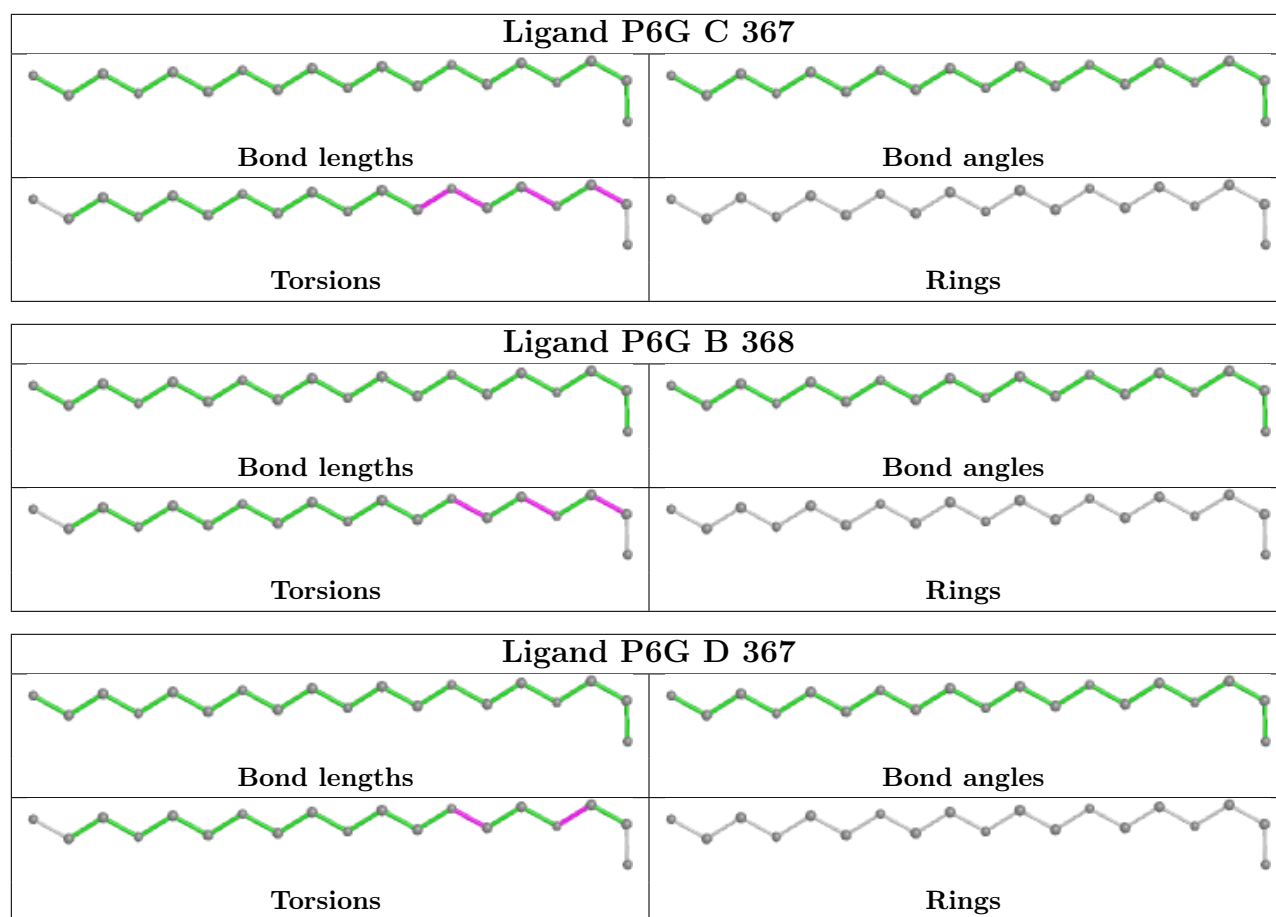 Ligand P6G C 367
Bond lengths Bond angles
Torsions Rings
Ligand P6G B 368
Bond lengths Bond angles
Torsions Rings
Ligand P6G D 367
Bond lengths Bond angles
Torsions Rings